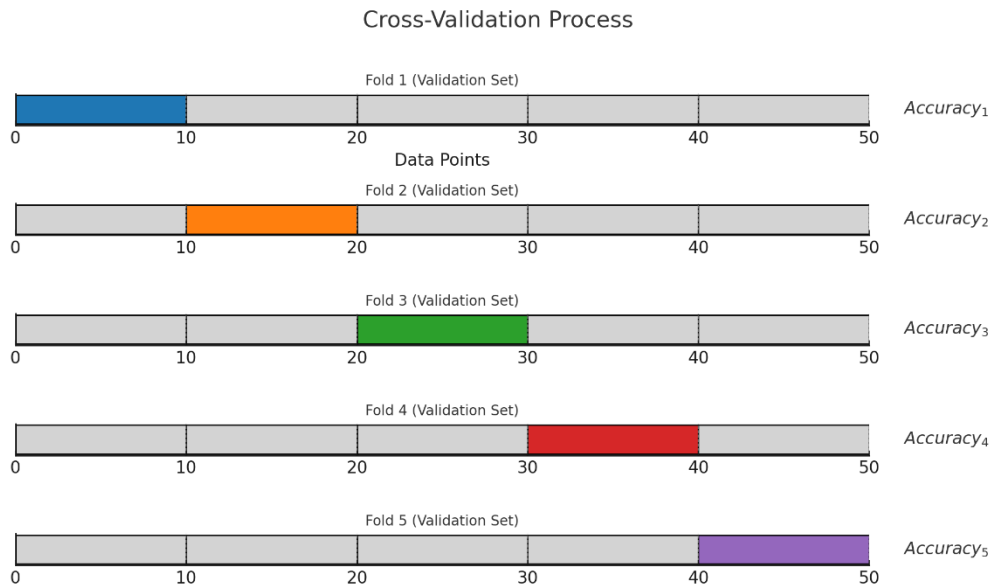 Cross-Validation Process
Fold 1 (Validation Set)
Accuracy₁
0 10 20 30 40 50
Data Points
Fold 2 (Validation Set)
Accuracy₂
0 10 20 30 40 50
Fold 3 (Validation Set)
Accuracy₃
0 10 20 30 40 50
Fold 4 (Validation Set)
Accuracy₄
0 10 20 30 40 50
Fold 5 (Validation Set)
Accuracy₅
0 10 20 30 40 50